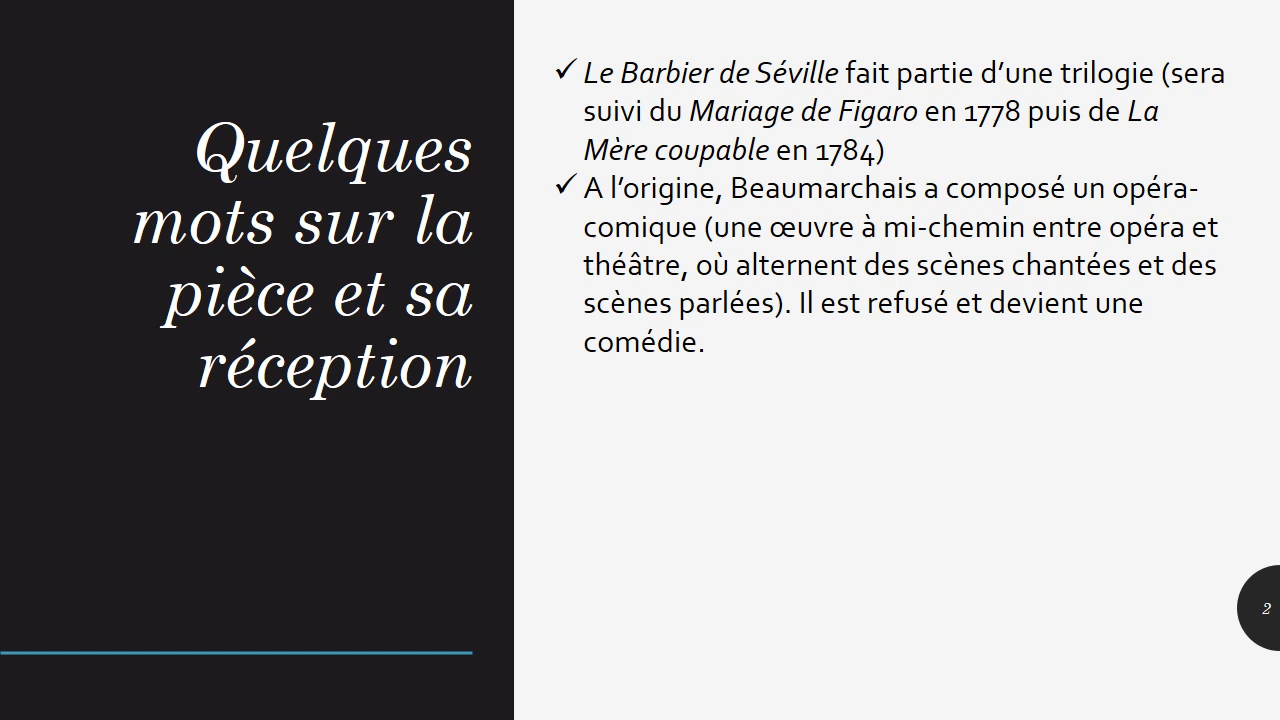 Quelques
mots sur la
pièce et sa
réception
✓ Le Barbier de Séville fait partie d’une trilogie (sera
suivi du Mariage de Figaro en 1778 puis de La
Mère coupable en 1784)
✓ A l’origine, Beaumarchais a composé un opéra-
comique (une œuvre à mi-chemin entre opéra et
théâtre, où alternent des scènes chantées et des
scènes parlées). Il est refusé et devient une
comédie.
2